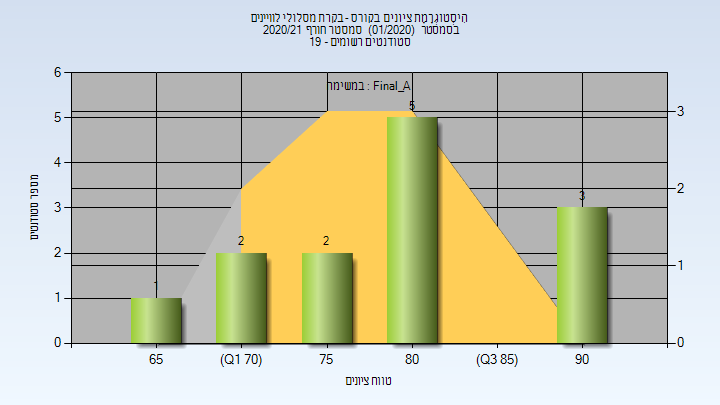 היסטוגרמת ציונים בקורס - בקרת מסלולי לוויינים
בסמסטר (01/2020) סמסטר חורף 2020/21
סטודנטים רשומים - 19
במשימה : Final_A
מספר סטודנטים
6
5
4
3
2
1
0
3
2
1
0
1
2
2
5
3
65
(Q1 70)
75
80
(Q3 85)
90
טווח ציונים